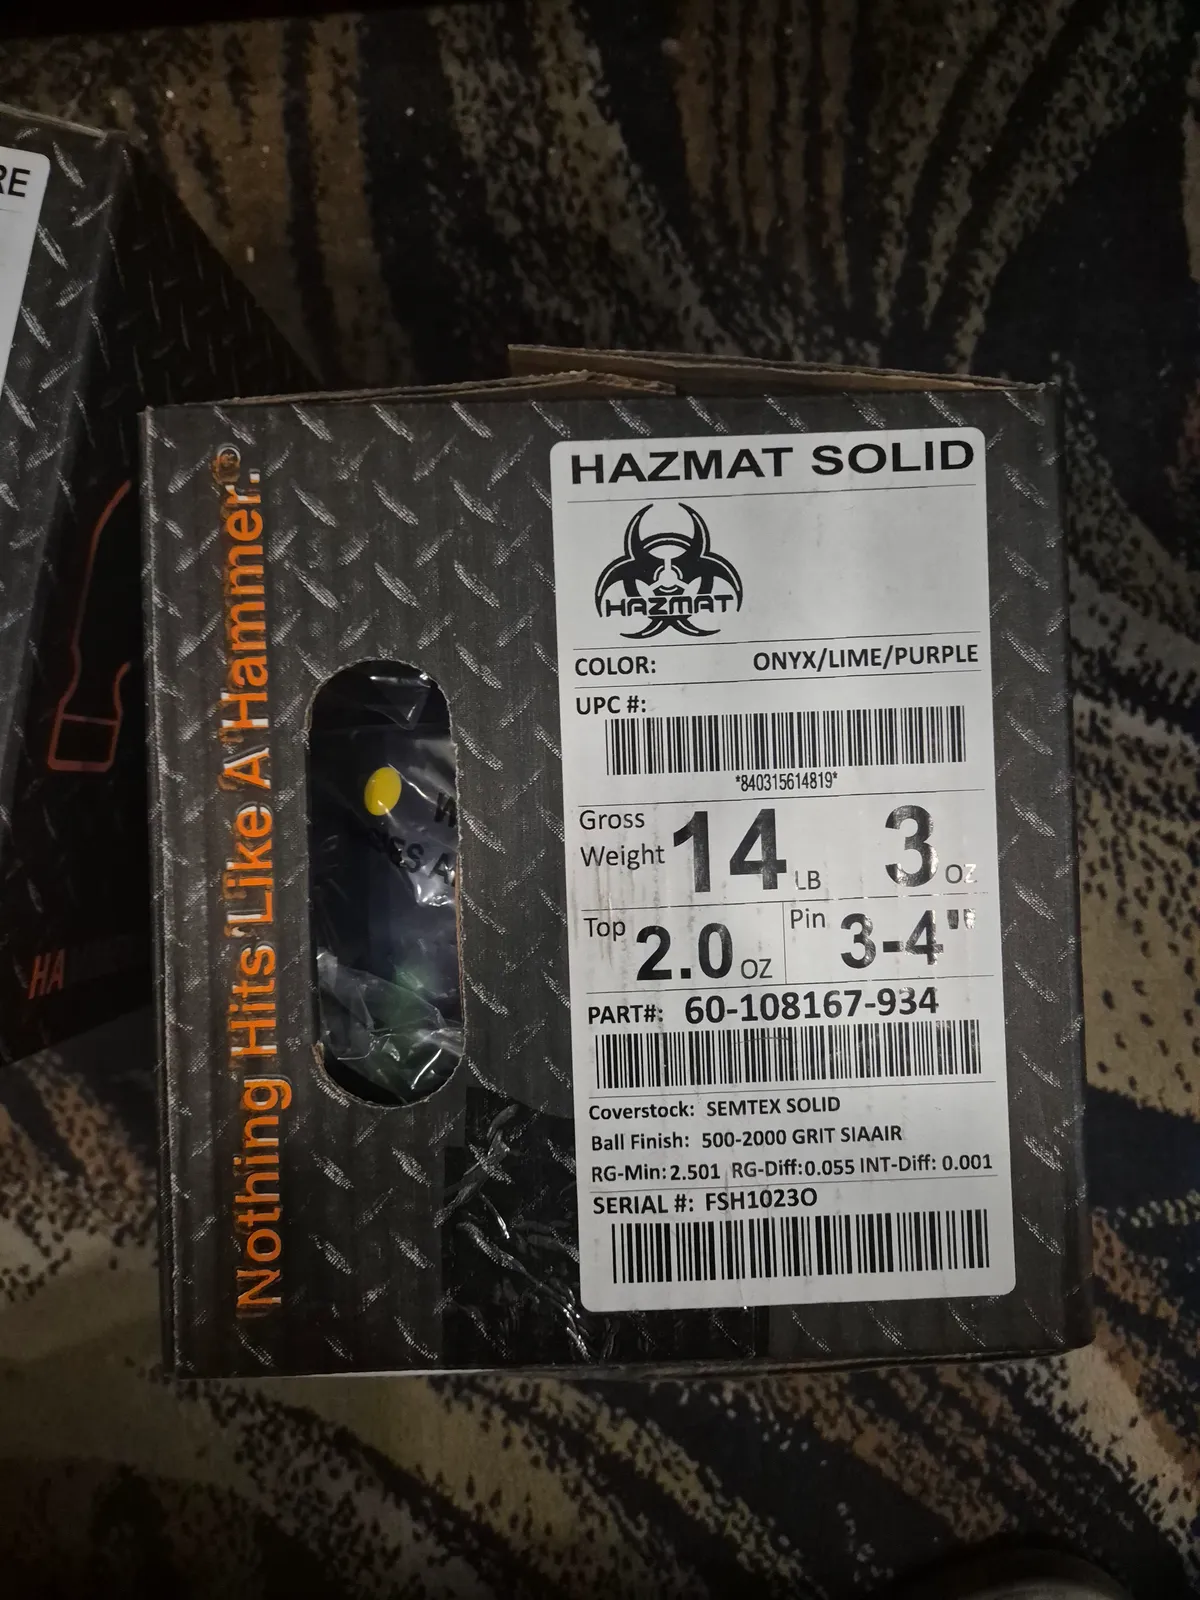 RE
HA
Nothing Hits Like A Hammer.®
HAZMAT SOLID
HAZMAT
COLOR: ONYX/LIME/PURPLE
UPC #:
*840315614819*
Gross Weight 14 LB 3 OZ
Top 2.0 OZ Pin 3-4"
PART#: 60-108167-934
Coverstock: SEMTEX SOLID
Ball Finish: 500-2000 GRIT SIAAIR
RG-Min: 2.501 RG-Diff:0.055 INT-Diff: 0.001
SERIAL #: FSH1023O